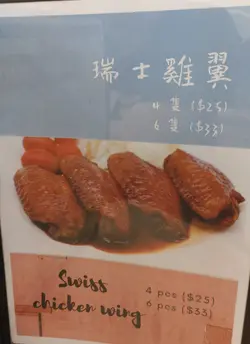 瑞士雞翼
4 隻 ($25)
6 隻 ($33)
Swiss
chicken wing
4 pcs ($25)
6 pcs ($33)